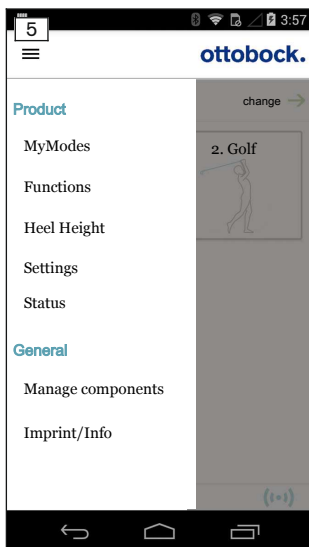 5
3:57
ottobock.
change
Product
MyModes
2. Golf
Functions
Heel Height
Settings
Status
General
Manage components
Imprint/Info